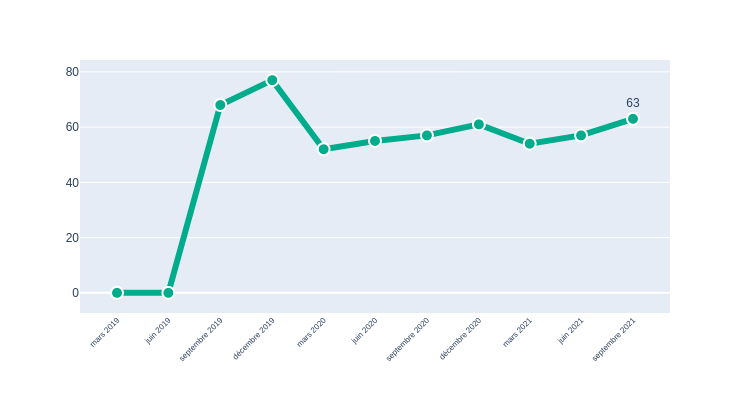 80
63
60
40
20
0
mars 2019
juin 2019
septembre 2019
décembre 2019
mars 2020
juin 2020
septembre 2020
décembre 2020
mars 2021
juin 2021
septembre 2021